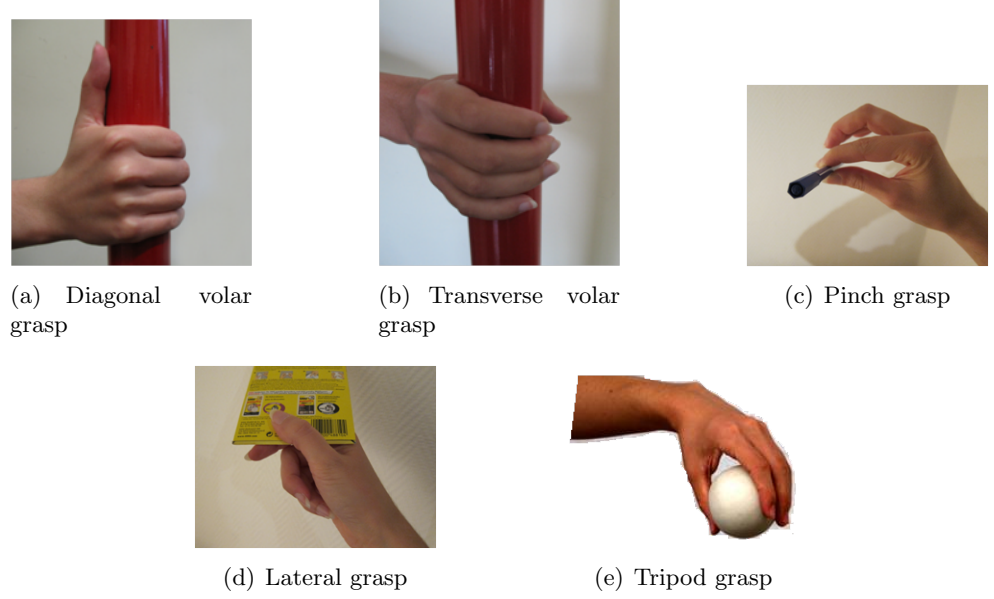 (a) Diagonal volar
grasp
(b) Transverse volar
grasp
(c) Pinch grasp
(d) Lateral grasp
(e) Tripod grasp